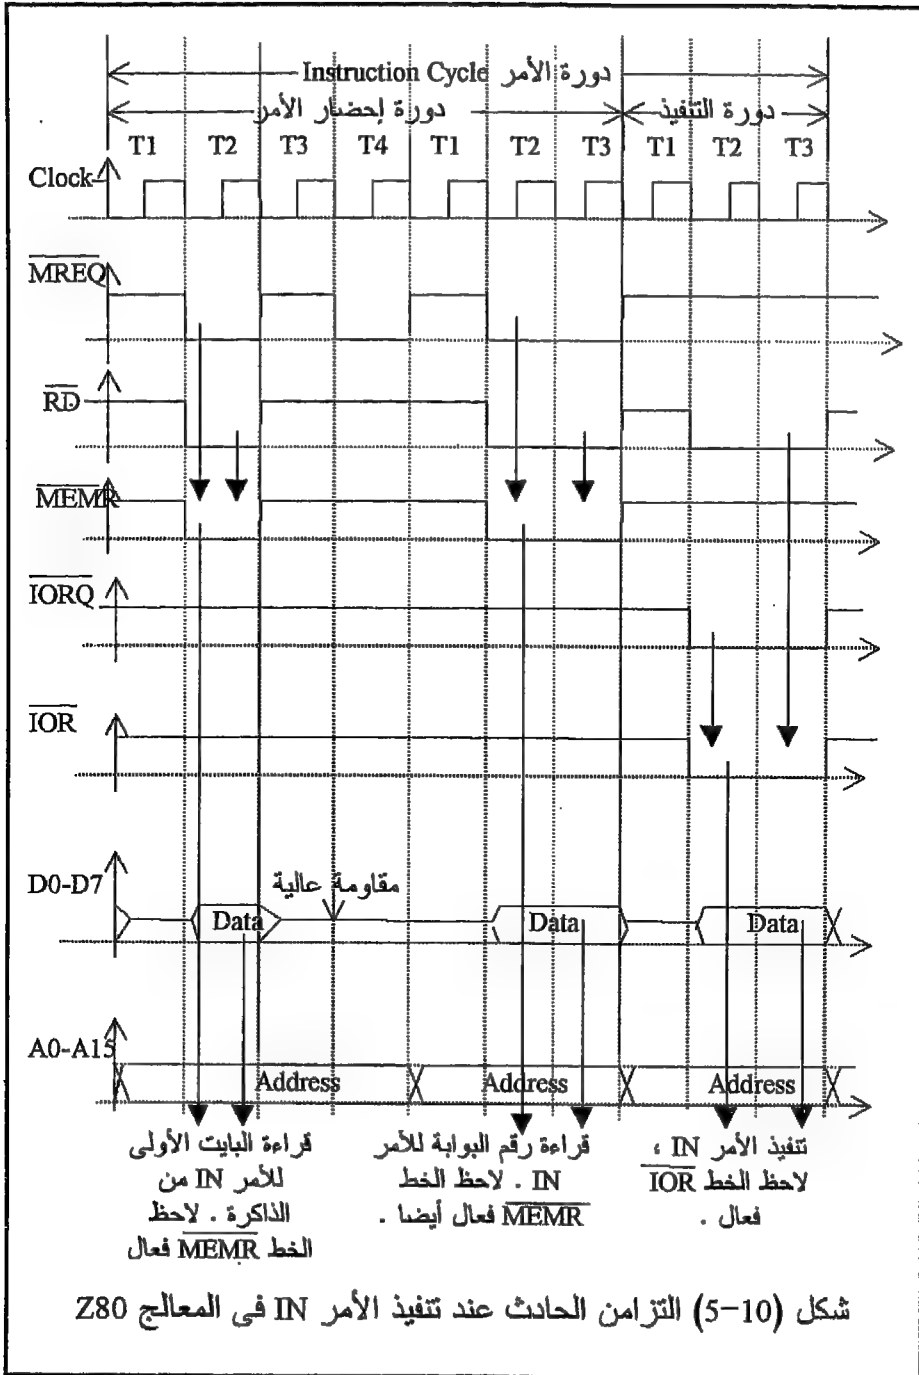 دورة الأمر Instruction Cycle
دورة إحضار الأمر دورة التنفيذ
T1 T2 T3 T4 T1 T2 T3 T1 T2 T3
Clock
MREQ
RD
MEMR
IORQ
IOR
D0-D7
مقاومة عالية
Data Data Data
A0-A15
Address Address Address
قراءة البايت الأولى
للأمر IN من
الذاكرة . لاحظ
الخط MEMR فعال
قراءة رقم البوابة للأمر
IN . لاحظ الخط
MEMR فعال أيضا .
تنفيذ الأمر IN ،
لاحظ الخط IOR
فعال .
شكل (5-10) التزامن الحادث عند تنفيذ الأمر IN فى المعالج Z80